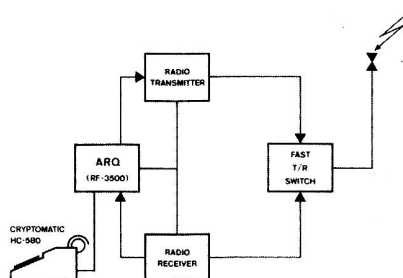 RADIO
TRANSMITTER
ARQ
(RF-3500)
FAST
T/R
SWITCH
CRYPTOMATIC
HC-580
RADIO
RECEIVER